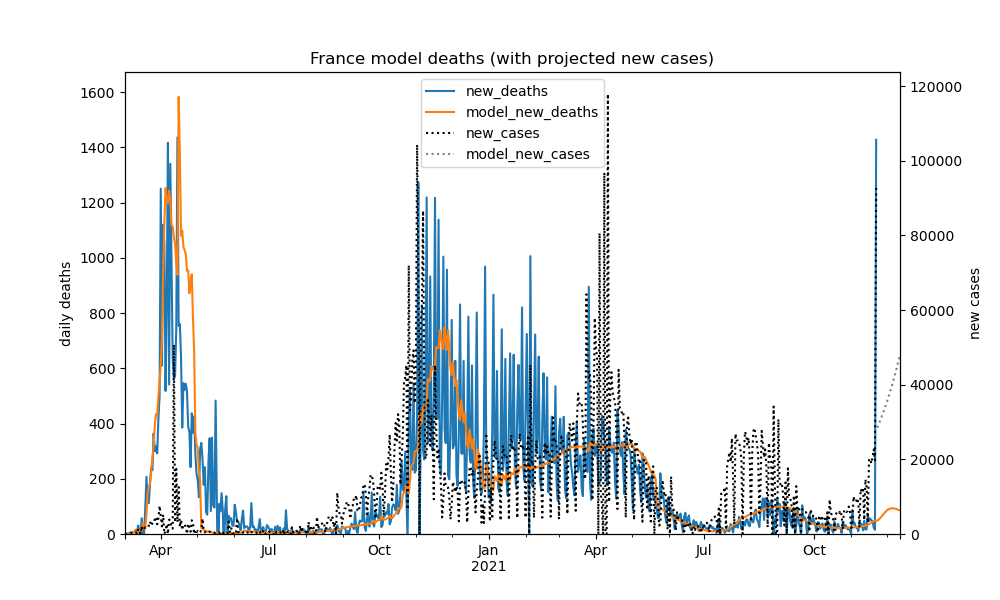 France model deaths (with projected new cases)
new_deaths
model_new_deaths
new_cases
model_new_cases
1600
1400
1200
1000
800
600
400
200
0
daily deaths
120000
100000
80000
60000
40000
20000
0
new cases
Apr
Jul
Oct
Jan
2021
Apr
Jul
Oct